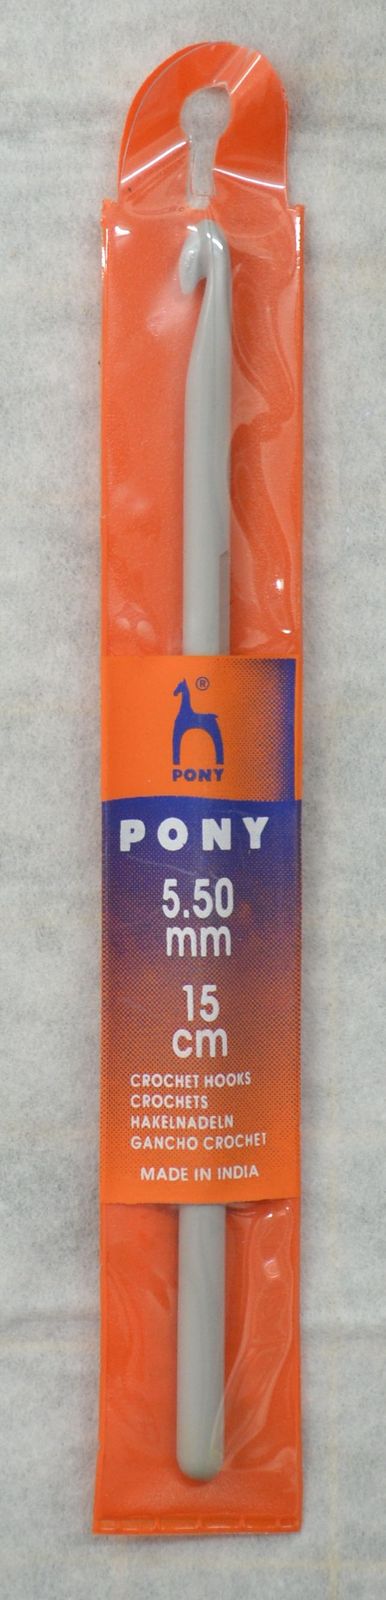 ®
PONY
PONY
5.50
mm
15
cm
CROCHET HOOKS
CROCHETS
HAKELNADELN
GANCHO CROCHET
MADE IN INDIA